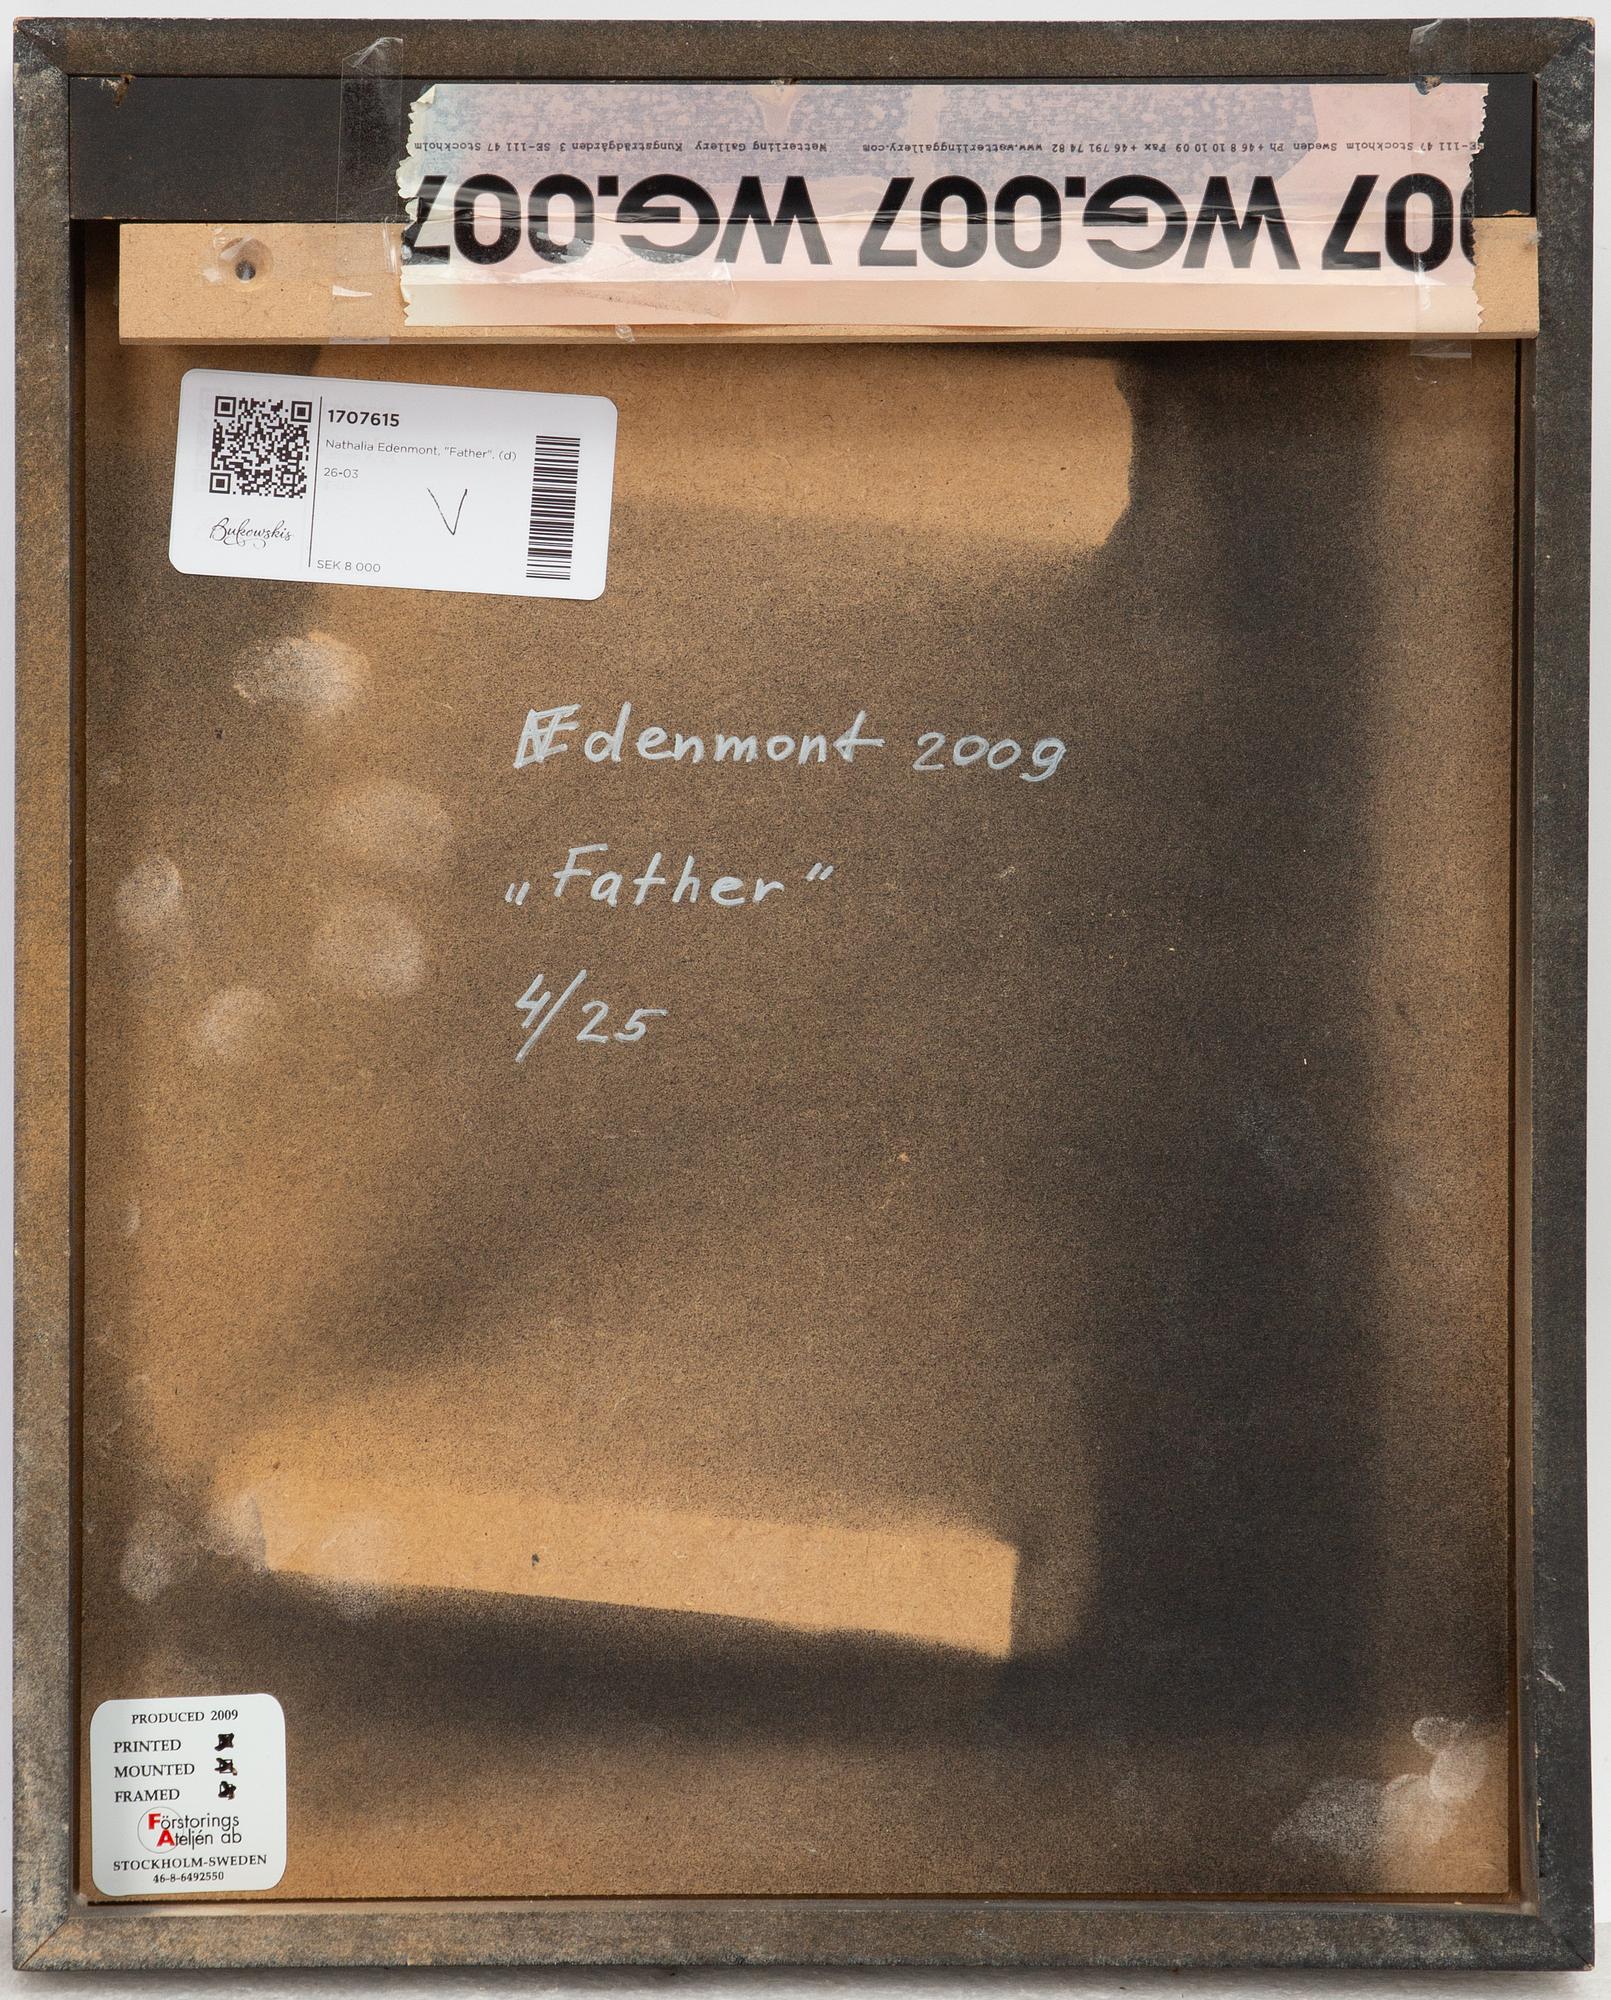 SE-111 47 Stockholm Sweden Ph +46 8 10 10 09 Fax +46 791 74 82 www.wetterlinggallery.com Wetterling Gallery Kungsträdgården 3 SE-111 47 Stockholm
007 WG.007 WG.007
1707615
Nathalia Edenmont, "Father". (d)
26-03
V
Bukowskis
SEK 8 000
NEdenmont 2009
„Father”
4/25
PRODUCED 2009
PRINTED
MOUNTED
FRAMED
Förstorings
Ateljén ab
STOCKHOLM-SWEDEN
46-8-6492550